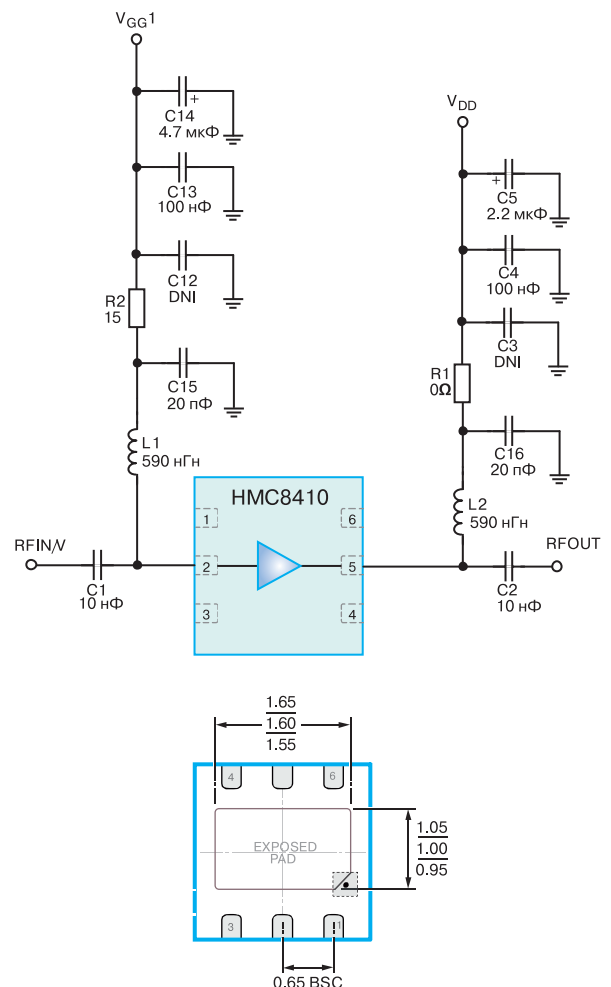 VGG1
C14
4.7 мкФ
+
C13
100 нФ
C12
DNI
R2
15
C15
20 пФ
L1
590 нГн
VDD
+
C5
2.2 мкФ
C4
100 нФ
C3
DNI
R1
0Ω
C16
20 пФ
L2
590 нГн
HMC8410
1
6
RFIN/V
2
5
RFOUT
C1
10 нФ
C2
10 нФ
3
4
1.65
1.60
1.55
4
6
1.05
1.00
0.95
EXPOSED
PAD
3
1
0.65 BSC